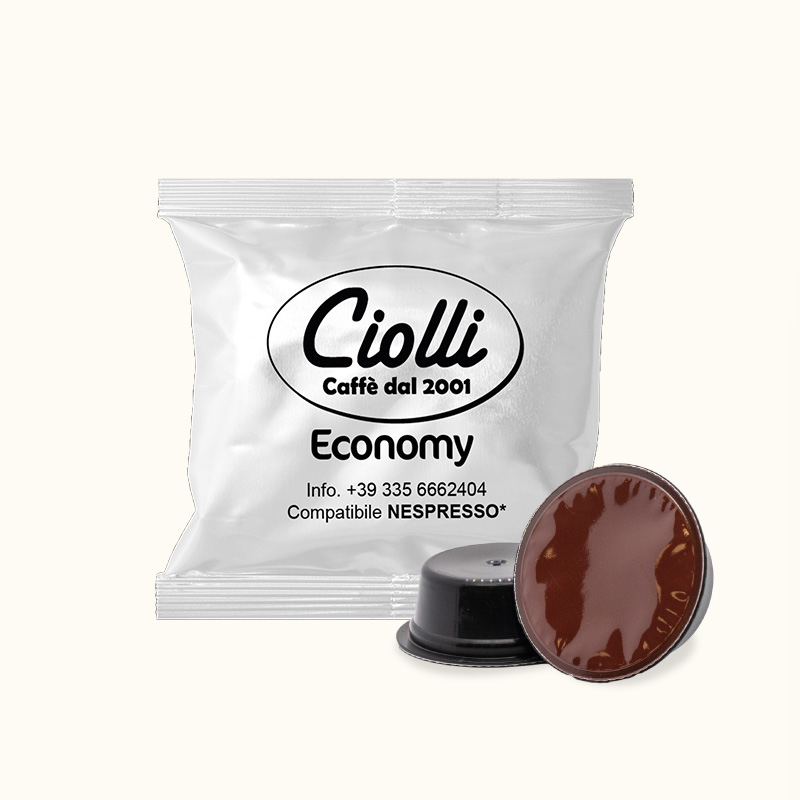 Ciolli
Caffè dal 2001
Economy
Info. +39 335 6662404
Compatibile NESPRESSO*